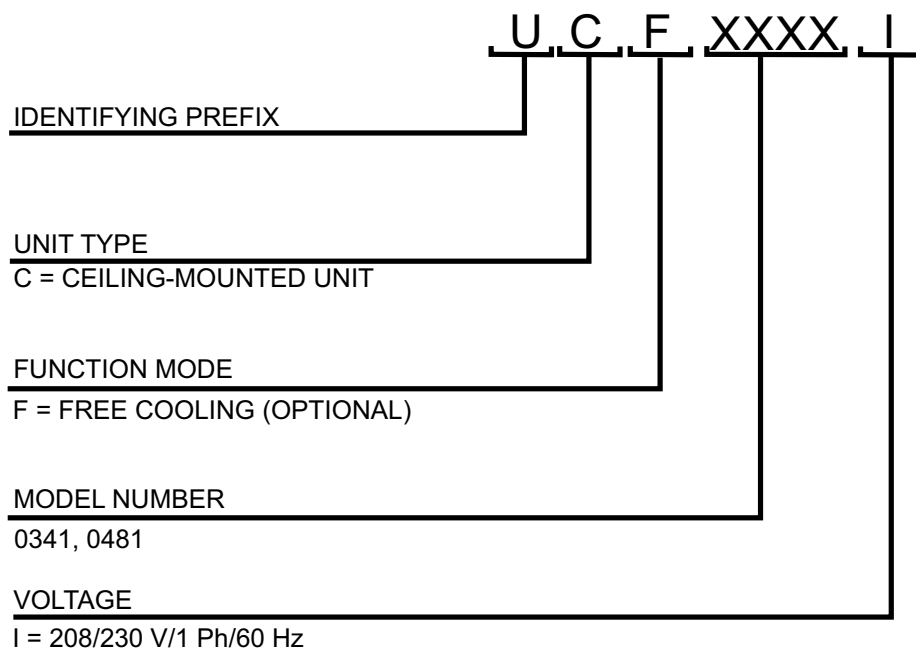 U C F XXXX I
IDENTIFYING PREFIX
UNIT TYPE
C = CEILING-MOUNTED UNIT
FUNCTION MODE
F = FREE COOLING (OPTIONAL)
MODEL NUMBER
0341, 0481
VOLTAGE
I = 208/230 V/1 Ph/60 Hz